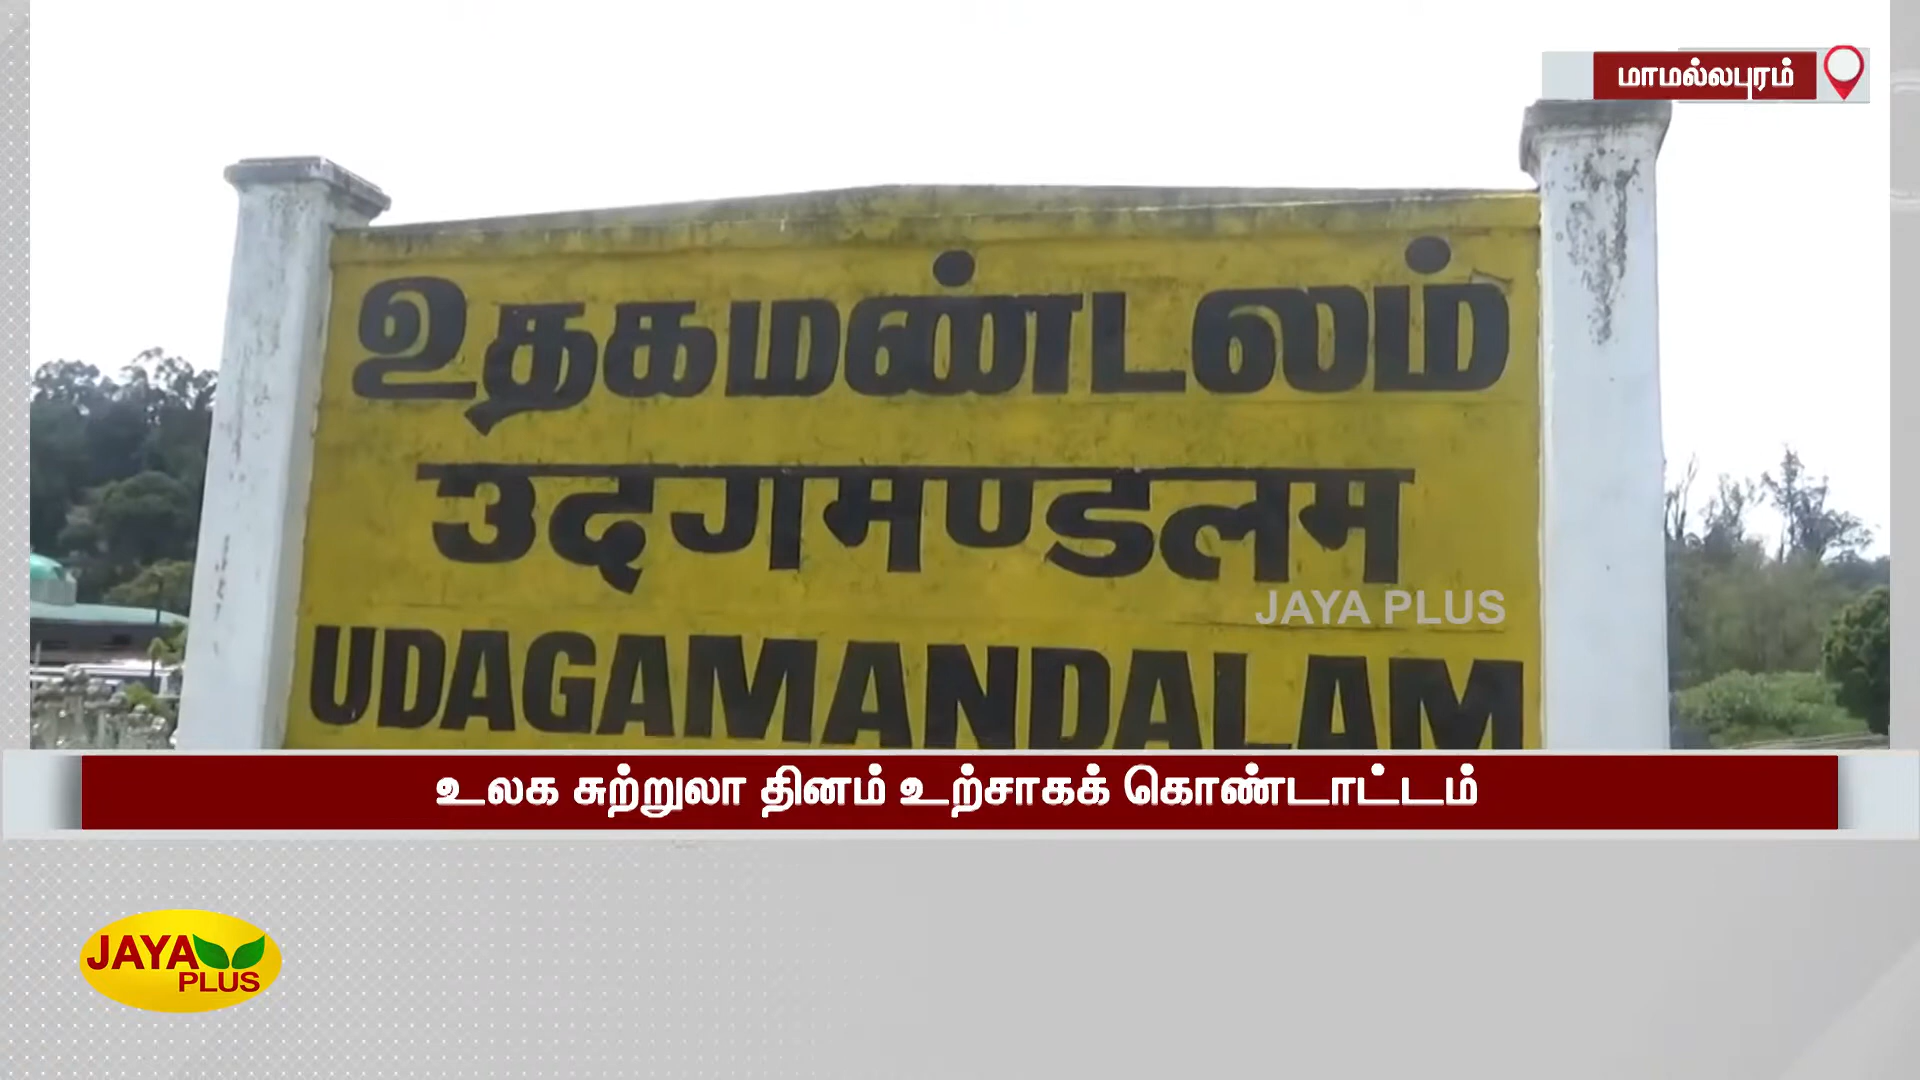 மாமல்லபுரம்
உதகமண்டலம்
उदगमण्डलम
JAYA PLUS
UDAGAMANDALAM
உலக சுற்றுலா தினம் உற்சாகக் கொண்டாட்டம்
JAYA
PLUS